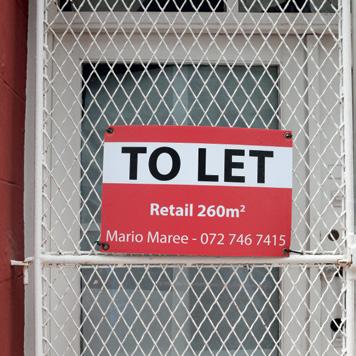 TO LET
Retail 260m²
Mario Maree - 072 746 7415